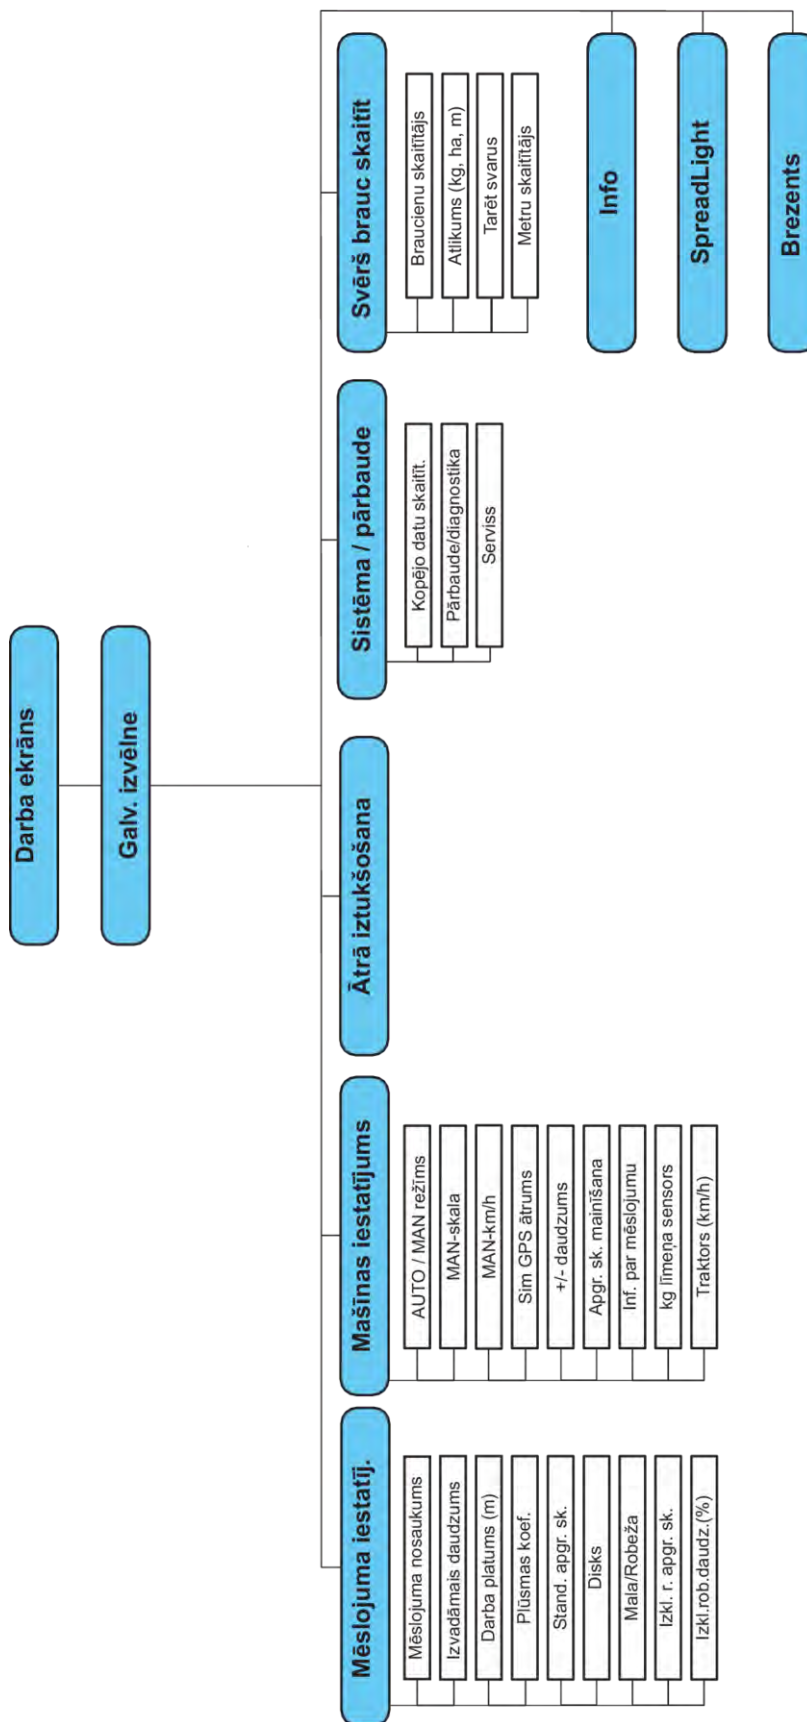 Darba ekrāns
Galv. izvēlne
Mēslojuma iestatīj.
Mēslojuma nosaukums
Izvadāmais daudzums
Darba platums (m)
Plūsmas koef.
Stand. apgr. sk.
Disks
Mala/Robeža
Izkl. r. apgr. sk.
Izkl.rob.daudz.(%)
Mašīnas iestatījums
AUTO / MAN režīms
MAN-skala
MAN-km/h
Sim GPS ātrums
+/- daudzums
Apgr. sk. mainīšana
Inf. par mēslojumu
kg līmeņa sensors
Traktors (km/h)
Ātrā iztukšošana
Sistēma / pārbaude
Kopējo datu skaitīt.
Pārbaude/diagnostika
Serviss
Svērš brauc skaitīt
Braucienu skaitītājs
Atlikums (kg, ha, m)
Tarēt svarus
Metru skaitītājs
Info
SpreadLight
Brezents